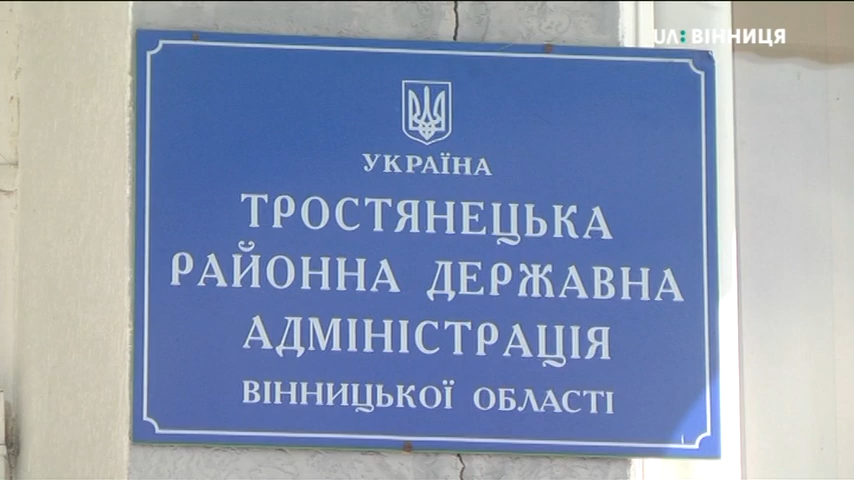 UA: ВІННИЦЯ
УКРАЇНА
ТРОСТЯНЕЦЬКА
РАЙОННА ДЕРЖАВНА
АДМІНІСТРАЦІЯ
ВІННИЦЬКОЇ ОБЛАСТІ